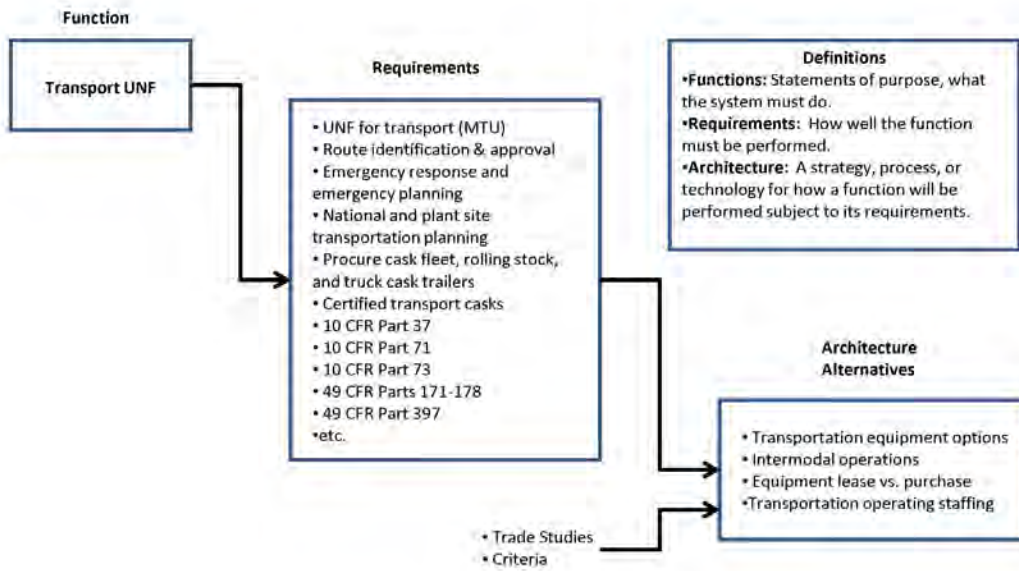 Function
Transport UNF
Requirements
• UNF for transport (MTU)
• Route identification & approval
• Emergency response and
emergency planning
• National and plant site
transportation planning
• Procure cask fleet, rolling stock,
and truck cask trailers
• Certified transport casks
• 10 CFR Part 37
• 10 CFR Part 71
• 10 CFR Part 73
• 49 CFR Parts 171-178
• 49 CFR Part 397
•etc.
Definitions
•Functions: Statements of purpose, what
the system must do.
•Requirements: How well the function
must be performed.
•Architecture: A strategy, process, or
technology for how a function will be
performed subject to its requirements.
Architecture
Alternatives
• Transportation equipment options
• Intermodal operations
• Equipment lease vs. purchase
•Transportation operating staffing
• Trade Studies
• Criteria